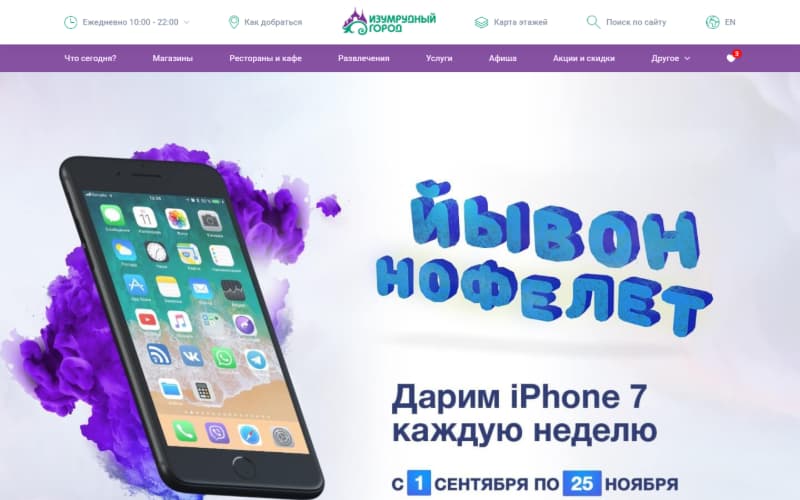 Ежедневно 10:00 - 22:00
Как добраться
ИЗУМРУДНЫЙ
ГОРОД
Карта этажей
Поиск по сайту
EN
Что сегодня?
Магазины
Рестораны и кафе
Развлечения
Услуги
Афиша
Акции и скидки
Другое
ЙЫВОН
НОФЕЛЕТ
Дарим iPhone 7
каждую неделю
С 1 СЕНТЯБРЯ ПО 25 НОЯБРЯ